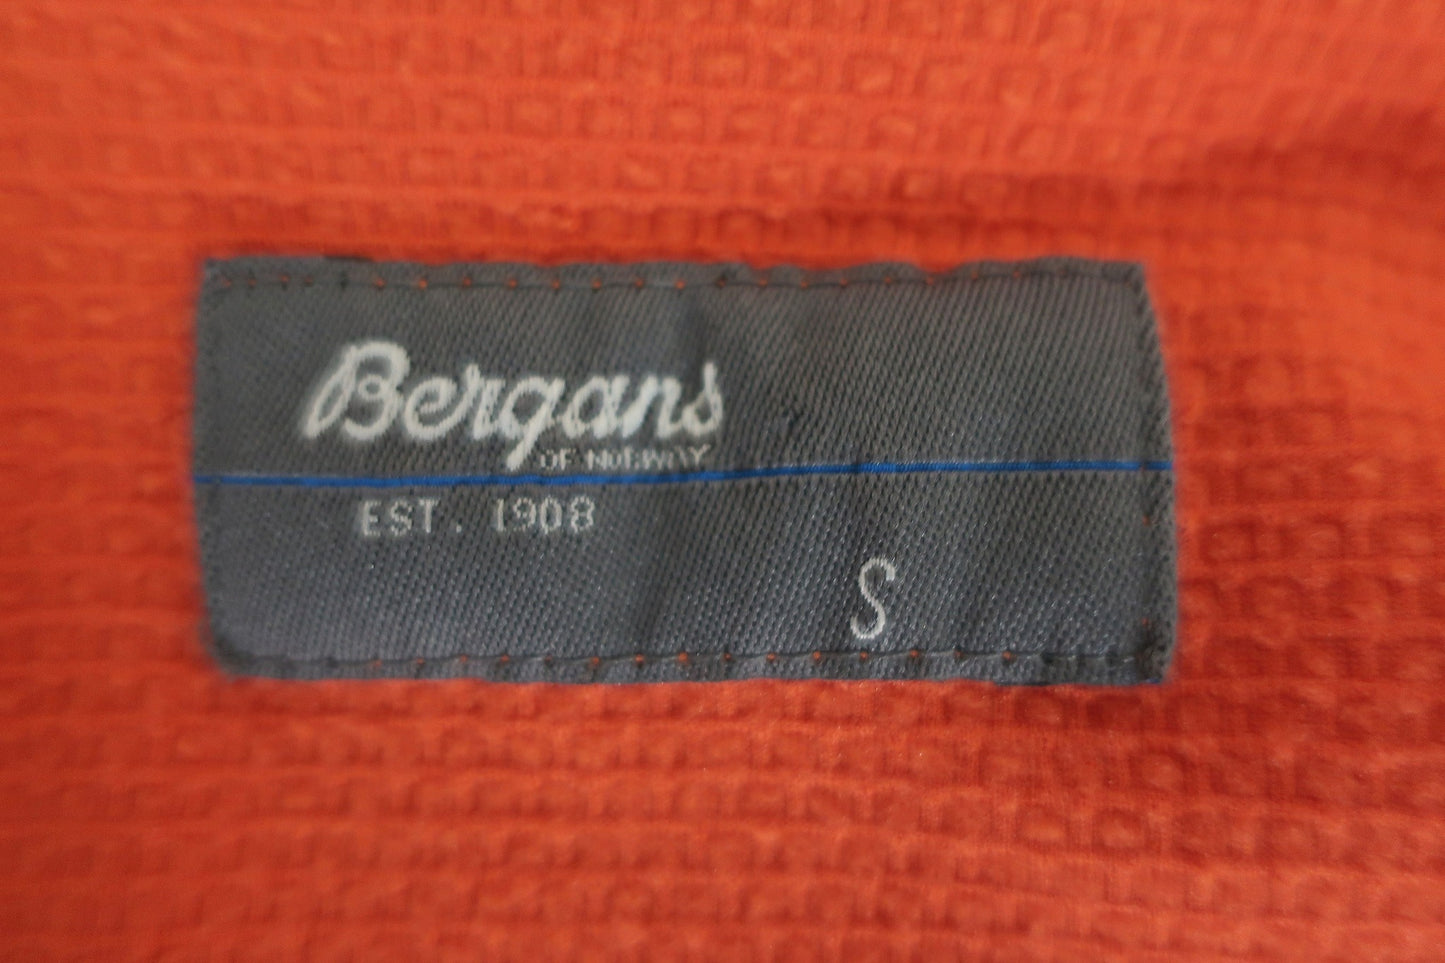 Bergans
OF NORWAY
EST. 1908
S